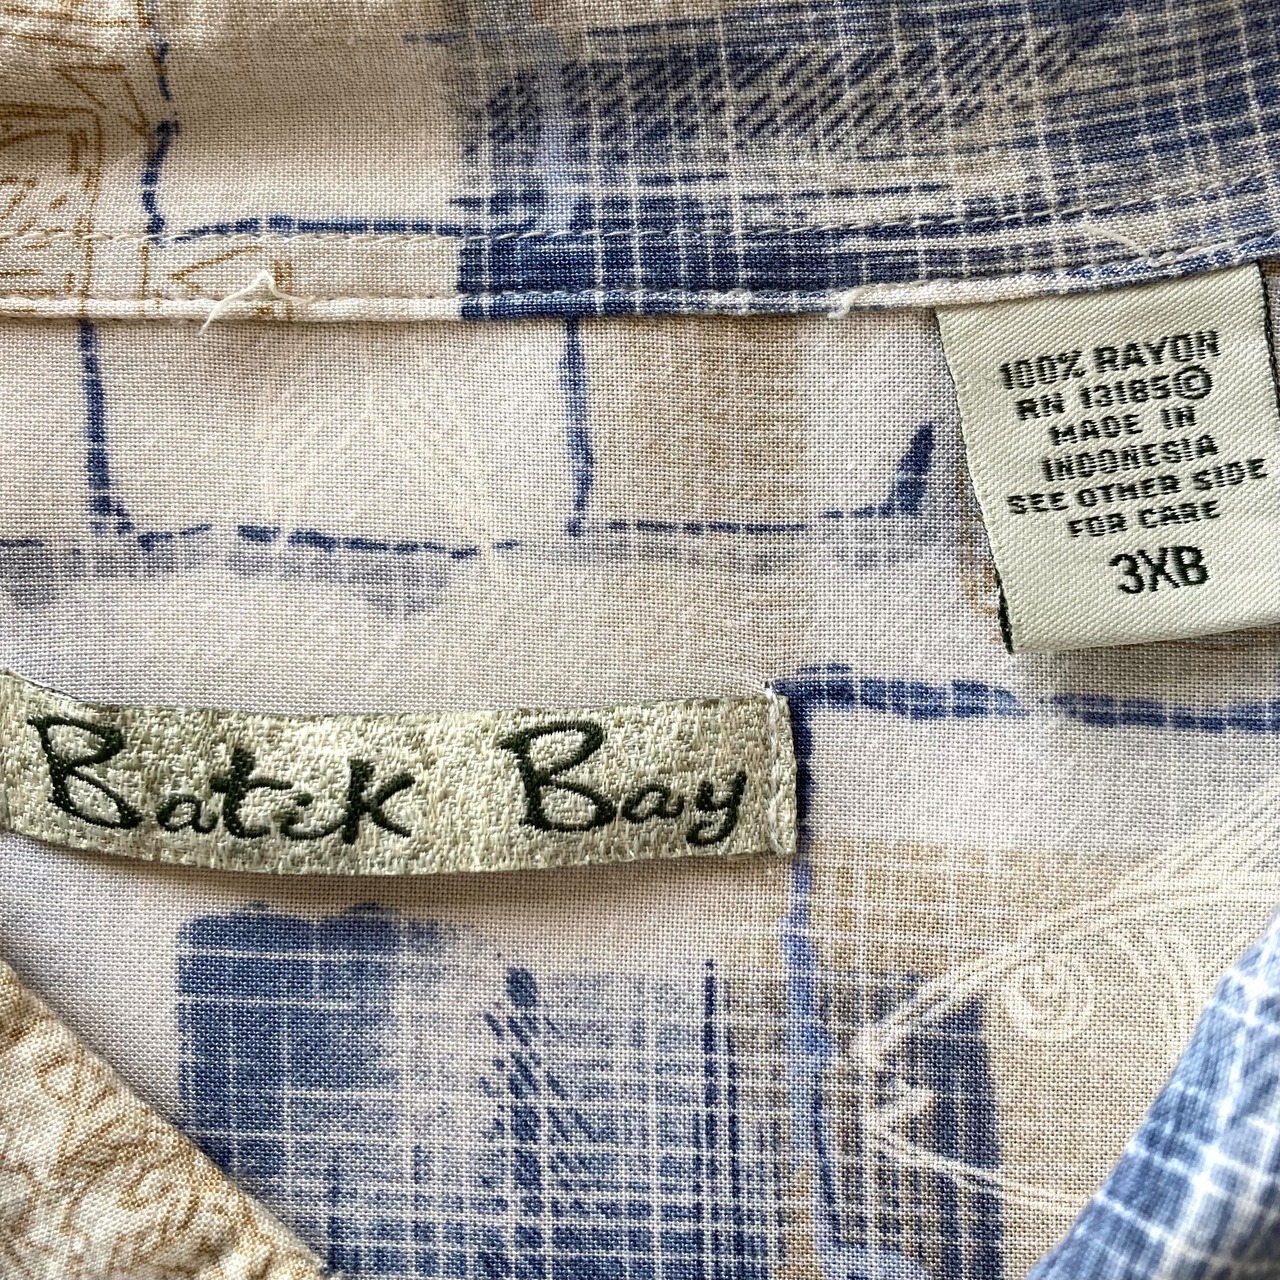 100% RAYON
RN 13185©
MADE IN
INDONESIA
SEE OTHER SIDE
FOR CARE
3XB
Batik Bay